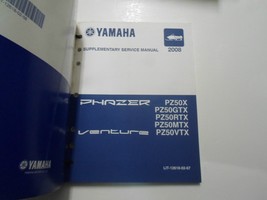 YAMAHA
SUPPLEMENTARY SERVICE MANUAL
2008
PHAZER
PZ50X
PZ50GTX
PZ50RTX
PZ50MTX
venture
PZ50VTX
YAMAHA